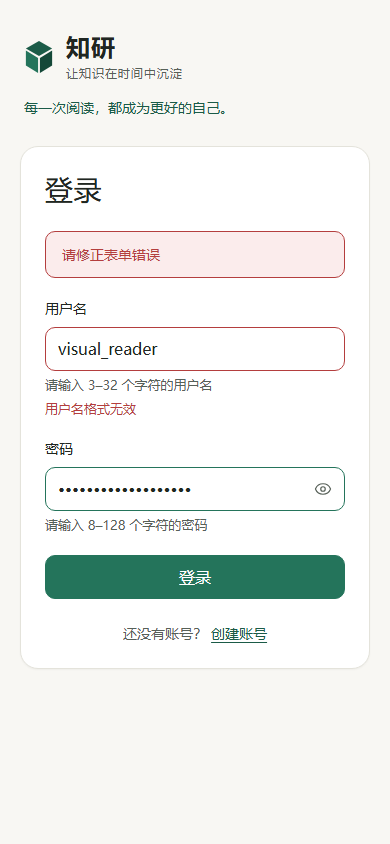 知研
让知识在时间中沉淀
每一次阅读，都成为更好的自己。
登录
请修正表单错误
用户名
visual_reader
请输入 3–32 个字符的用户名
用户名格式无效
密码
•••••••••••••••••••
请输入 8–128 个字符的密码
登录
还没有账号？ 创建账号